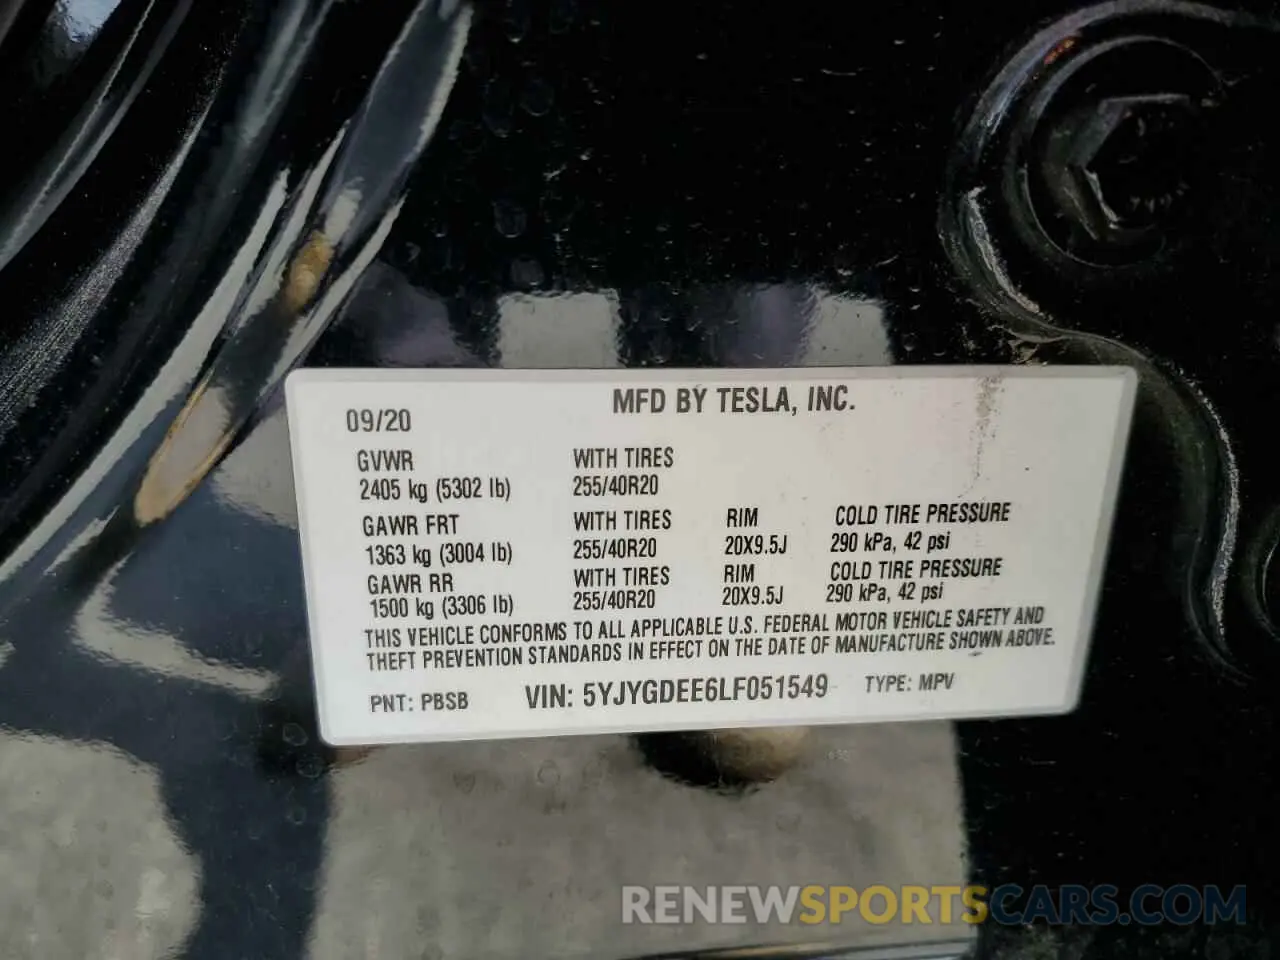 MFD BY TESLA, INC.
09/20
GVWR WITH TIRES
2405 kg (5302 lb) 255/40R20
GAWR FRT WITH TIRES RIM COLD TIRE PRESSURE
1363 kg (3004 lb) 255/40R20 20X9.5J 290 kPa, 42 psi
GAWR RR WITH TIRES RIM COLD TIRE PRESSURE
1500 kg (3306 lb) 255/40R20 20X9.5J 290 kPa, 42 psi
THIS VEHICLE CONFORMS TO ALL APPLICABLE U.S. FEDERAL MOTOR VEHICLE SAFETY AND
THEFT PREVENTION STANDARDS IN EFFECT ON THE DATE OF MANUFACTURE SHOWN ABOVE.
PNT: PBSB VIN: 5YJYGDEE6LF051549 TYPE: MPV
RENEWSPORTSCARS.COM